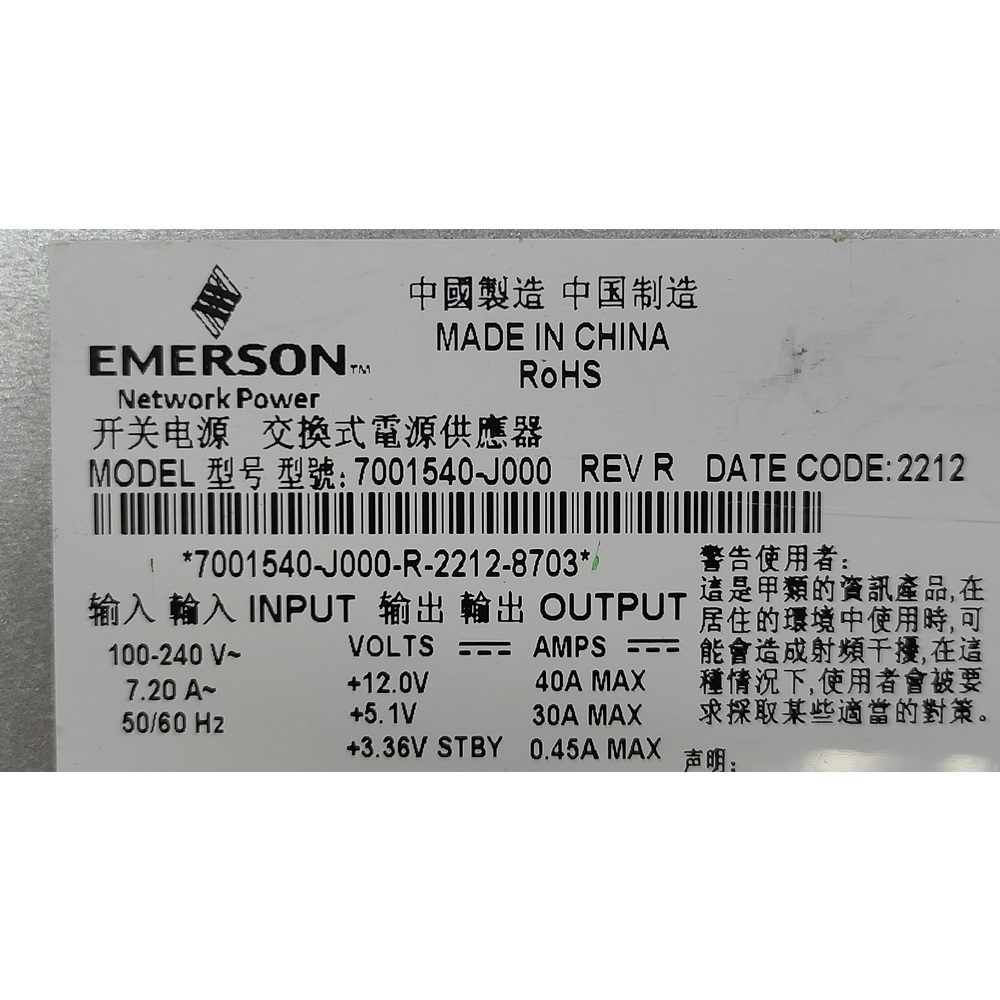 中國製造 中国制造
MADE IN CHINA
RoHS
EMERSON™
Network Power
开关电源 交換式電源供應器
MODEL 型号 型號: 7001540-J000 REV R DATE CODE: 2212
*7001540-J000-R-2212-8703*
输入 輸入 INPUT 输出 輸出 OUTPUT
100-240 V~
7.20 A~
50/60 Hz
VOLTS AMPS
+12.0V 40A MAX
+5.1V 30A MAX
+3.36V STBY 0.45A MAX
警告使用者:
這是甲類的資訊產品,在
居住的環境中使用時,可
能會造成射頻干擾,在這
種情況下,使用者會被要
求採取某些適當的對策。
声明: